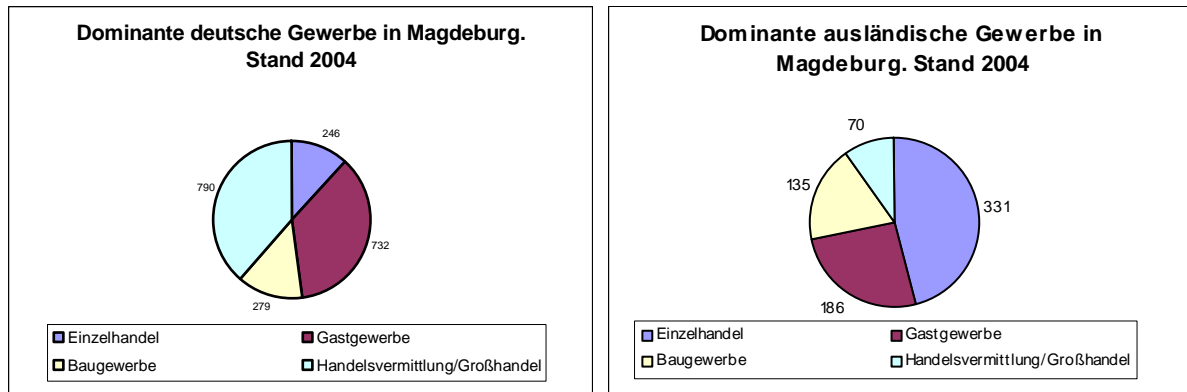 Dominante deutsche Gewerbe in Magdeburg.
Stand 2004
246
790
732
279
Einzelhandel
Gastgewerbe
Baugewerbe
Handelsvermittlung/Großhandel
Dominante ausländische Gewerbe in
Magdeburg. Stand 2004
70
135
331
186
Einzelhandel
Gastgewerbe
Baugewerbe
Handelsvermittlung/Großhandel